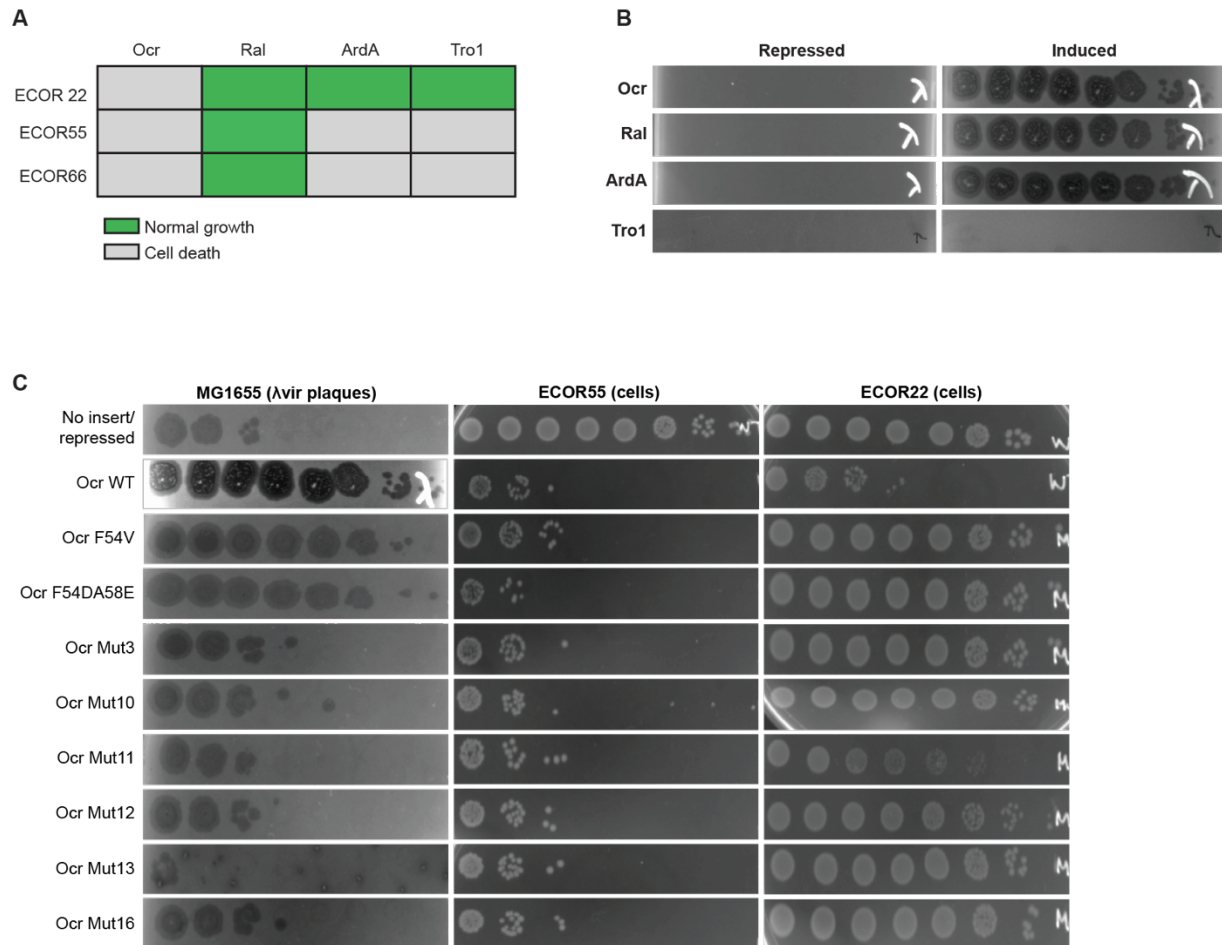 A
Ocr Ral ArdA Tro1
ECOR 22
ECOR55
ECOR66
Normal growth
Cell death
B
Repressed Induced
Ocr λ λ
Ral λ λ
ArdA λ λ
Tro1
C
MG1655 (λvir plaques) ECOR55 (cells) ECOR22 (cells)
No insert/
repressed
Ocr WT λ WT
Ocr F54V M
Ocr F54DA58E M
Ocr Mut3 M
Ocr Mut10 M
Ocr Mut11 M
Ocr Mut12 M
Ocr Mut13 M
Ocr Mut16 M